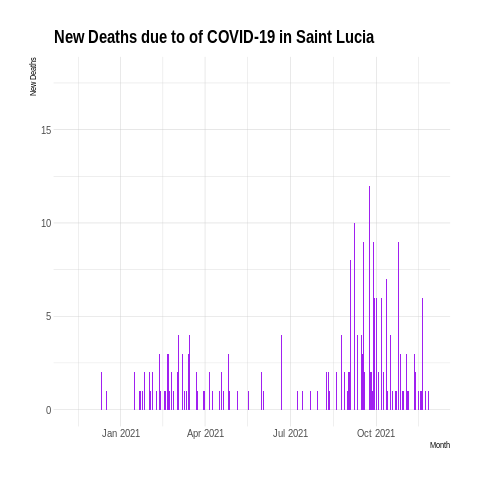 New Deaths due to of COVID-19 in Saint Lucia
New Deaths
15
10
5
0
Jan 2021 Apr 2021 Jul 2021 Oct 2021
Month